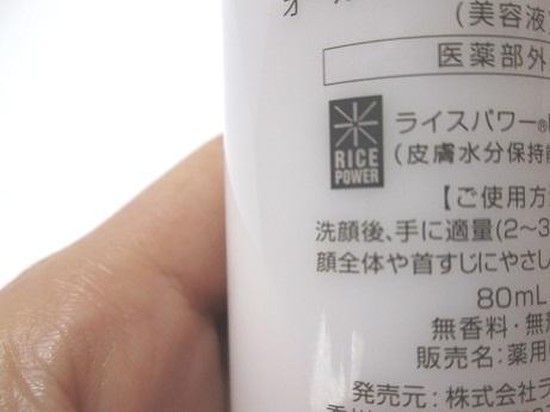 オー
(美容液
医薬部外
ライスパワー®
RICE
POWER
(皮膚水分保持
【ご使用方
洗顔後、手に適量(2〜3
顔全体や首すじにやさし
80mL
無香料・無
販売名:薬用
発売元:株式会社ラ